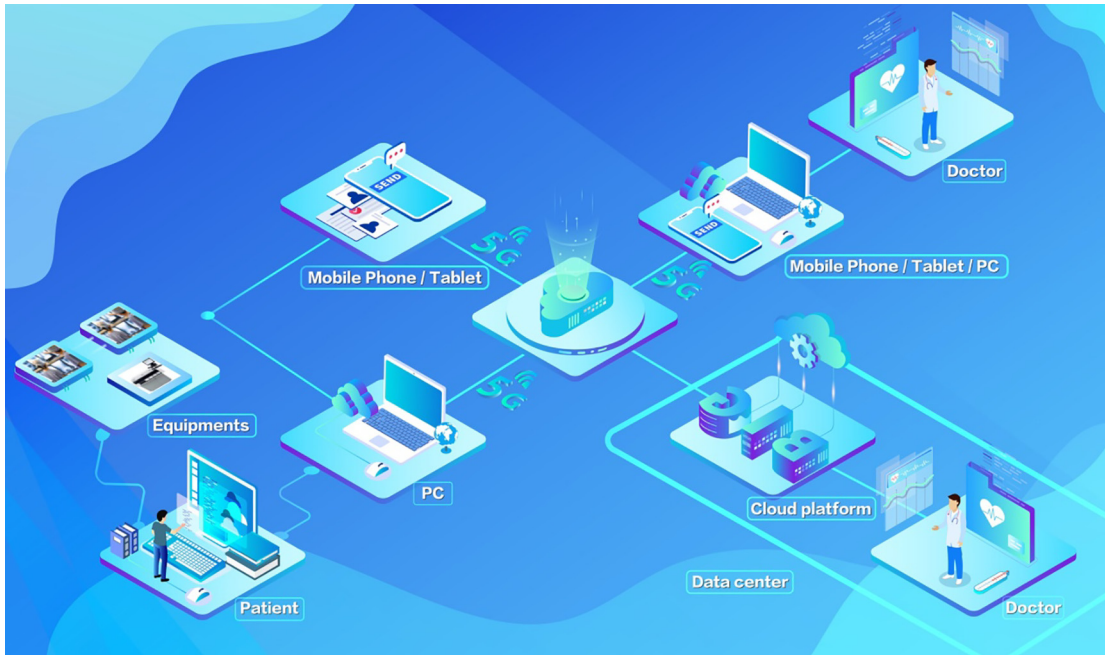 Doctor
SEND
Mobile Phone / Tablet
5G
SEND
Mobile Phone / Tablet / PC
5G
Equipments
5G
PC
Cloud platform
Patient
Data center
Doctor